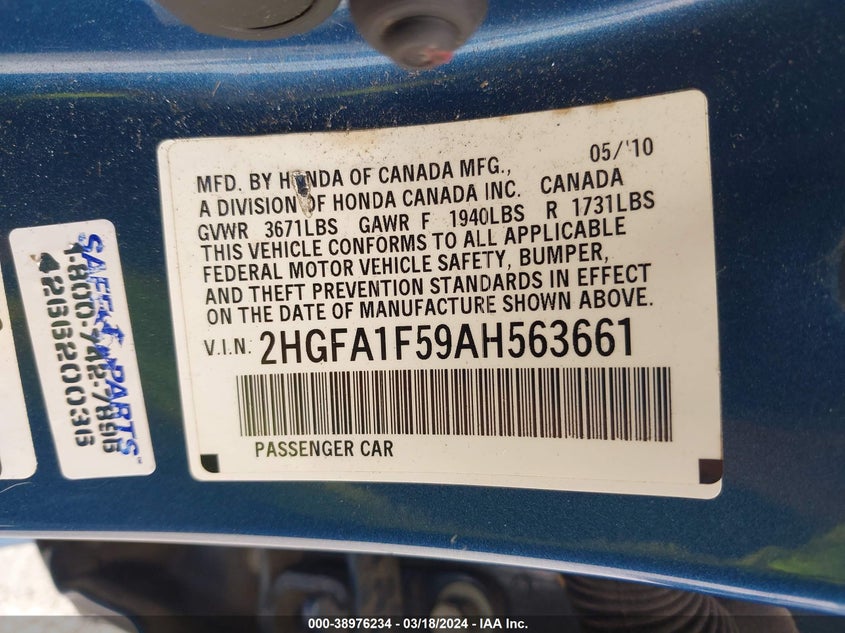 MFD. BY HONDA OF CANADA MFG., 05/'10
A DIVISION OF HONDA CANADA INC. CANADA
GVWR 3671LBS GAWR F 1940LBS R 1731LBS
THIS VEHICLE CONFORMS TO ALL APPLICABLE
FEDERAL MOTOR VEHICLE SAFETY, BUMPER,
AND THEFT PREVENTION STANDARDS IN EFFECT
ON THE DATE OF MANUFACTURE SHOWN ABOVE.
V.I.N. 2HGFA1F59AH563661
PASSENGER CAR
PARTS
1-800-742-7896
000-38976234 - 03/18/2024 - IAA Inc.